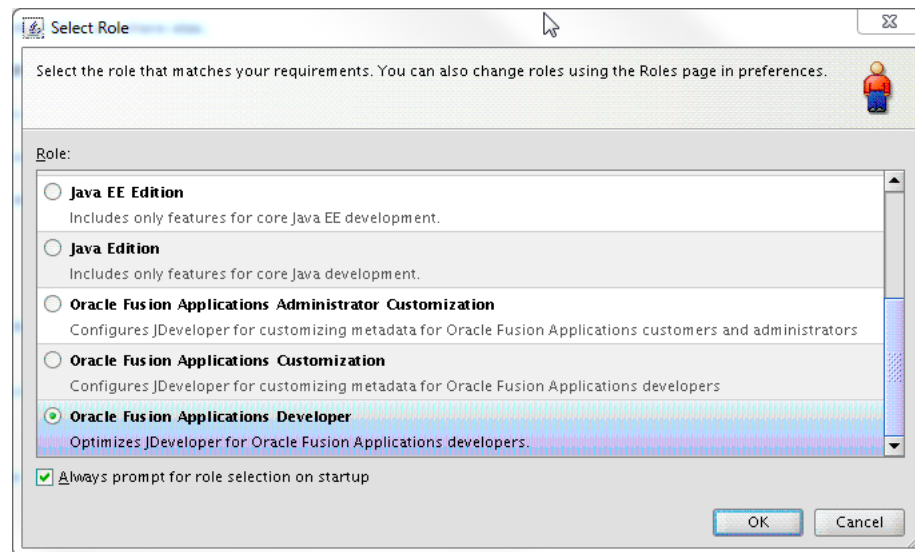 Select Role
Select the role that matches your requirements. You can also change roles using the Roles page in preferences.
Role:
Java EE Edition
Includes only features for core Java EE development.
Java Edition
Includes only features for core Java development.
Oracle Fusion Applications Administrator Customization
Configures JDeveloper for customizing metadata for Oracle Fusion Applications customers and administrators
Oracle Fusion Applications Customization
Configures JDeveloper for customizing metadata for Oracle Fusion Applications developers
Oracle Fusion Applications Developer
Optimizes JDeveloper for Oracle Fusion Applications developers.
Always prompt for role selection on startup
OK Cancel